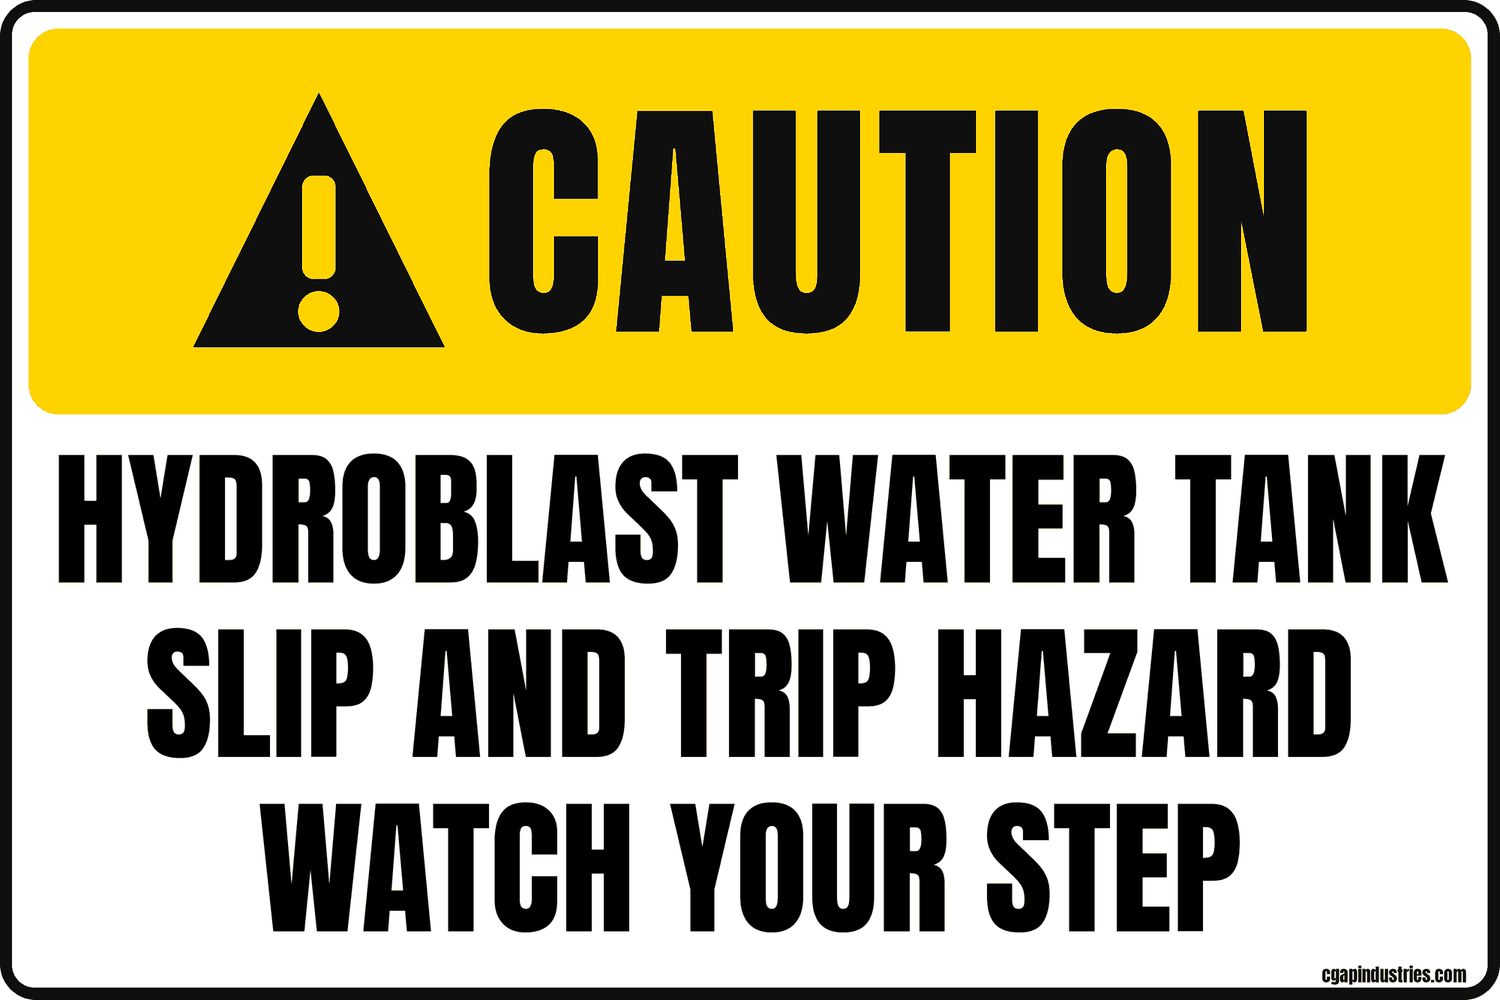 CAUTION
HYDROBLAST WATER TANK
SLIP AND TRIP HAZARD
WATCH YOUR STEP
cgapindustries.com